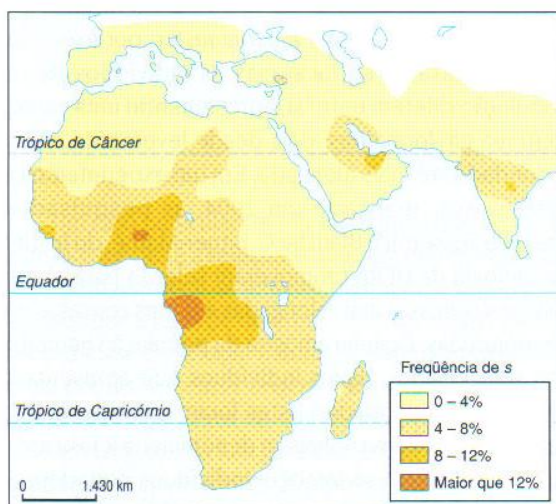 Trópico de Câncer
Equador
Trópico de Capricórnio
Freqüência de s
0 – 4%
4 – 8%
8 – 12%
Maior que 12%
0 1.430 km